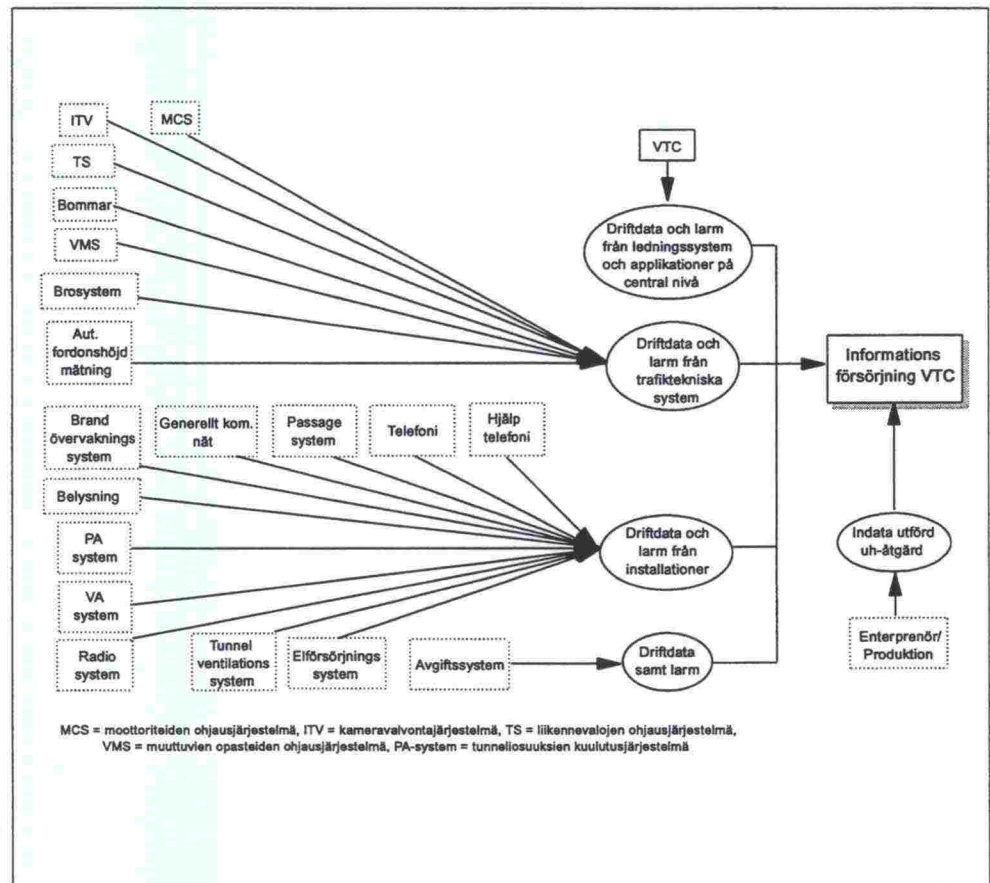 ITV
MCS
TS
Bommar
VMS
Brosystem
Aut.
fordonshöjd
mätning
VTC
Driftdata och larm
från ledningssystem
och applikationer på
central nivå
Driftdata och
larm från
trafiktekniska
system
Informations
försörjning VTC
Brand
övervaknings
system
Generellt kom.
nät
Passage
system
Telefoni
Hjälp
telefoni
Belysning
PA
system
VA
system
Radio
system
Tunnel
ventilations
system
Elförsörjnings
system
Avgiftssystem
Driftdata och
larm från
installationer
Driftdata
samt larm
Indata utförd
uh-åtgärd
Enterprenör/
Produktion
MCS = moottoriteiden ohjausjärjestelmä, ITV = kameravalvontajärjestelmä, TS = liikennevalojen ohjausjärjestelmä,
VMS = muuttuvien opasteiden ohjausjärjestelmä, PA-system = tunneliosuuksien kuulutusjärjestelmä